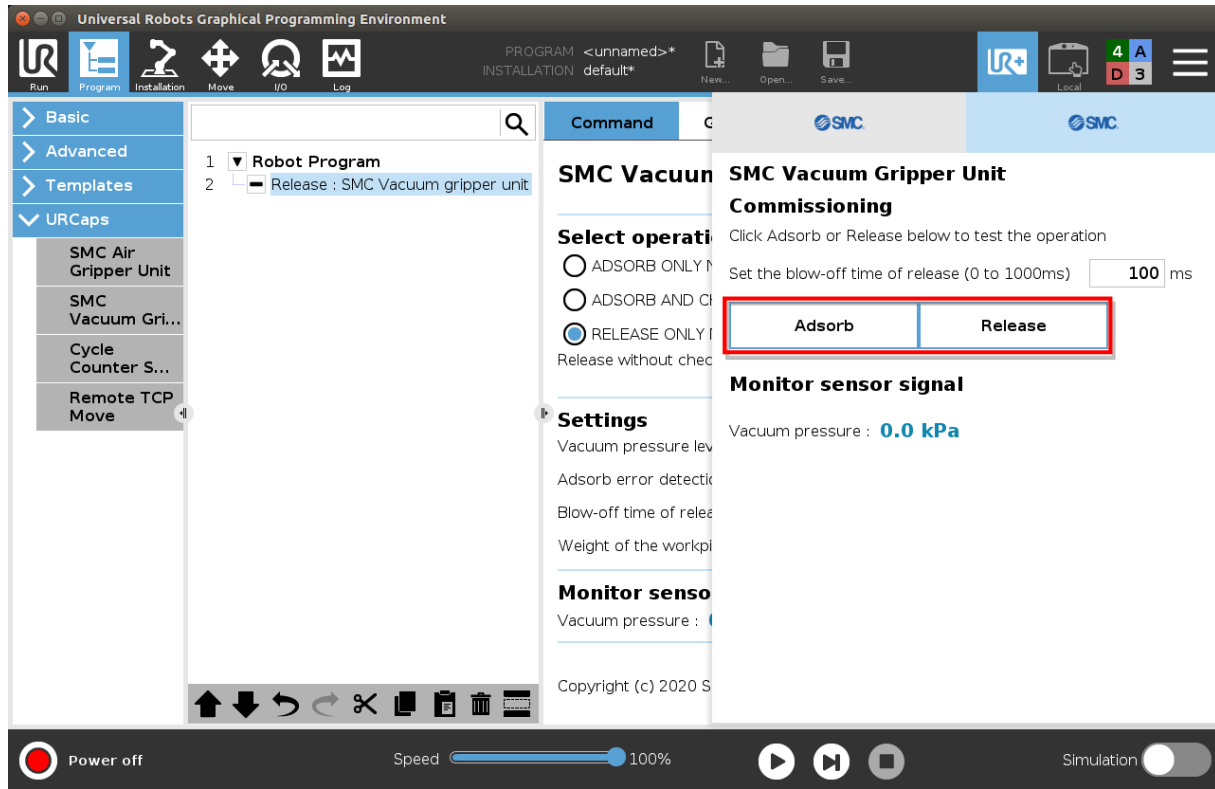 Universal Robots Graphical Programming Environment
Run
Program
Installation
Move
I/O
Log
PROGRAM <unnamed>*
INSTALLATION default*
New...
Open...
Save...
UR+
Local
4 A
D 3
Basic
Advanced
Templates
URCaps
SMC Air
Gripper Unit
SMC
Vacuum Gri...
Cycle
Counter S...
Remote TCP
Move
1 Robot Program
2 Release : SMC Vacuum gripper unit
Command
G
SMC Vacuum
Select operati
ADSORB ONLY
ADSORB AND CH
RELEASE ONLY
Release without chec
Settings
Vacuum pressure lev
Adsorb error detectio
Blow-off time of relea
Weight of the workpi
Monitor senso
Vacuum pressure :
Copyright (c) 2020 S
SMC.
SMC.
SMC Vacuum Gripper Unit
Commissioning
Click Adsorb or Release below to test the operation
Set the blow-off time of release (0 to 1000ms) 100 ms
Adsorb Release
Monitor sensor signal
Vacuum pressure : 0.0 kPa
Power off
Speed 100%
Simulation